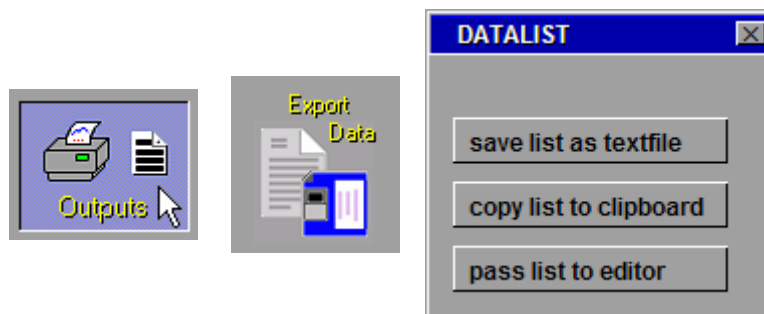 Outputs
Export
Data
DATALIST
save list as textfile
copy list to clipboard
pass list to editor